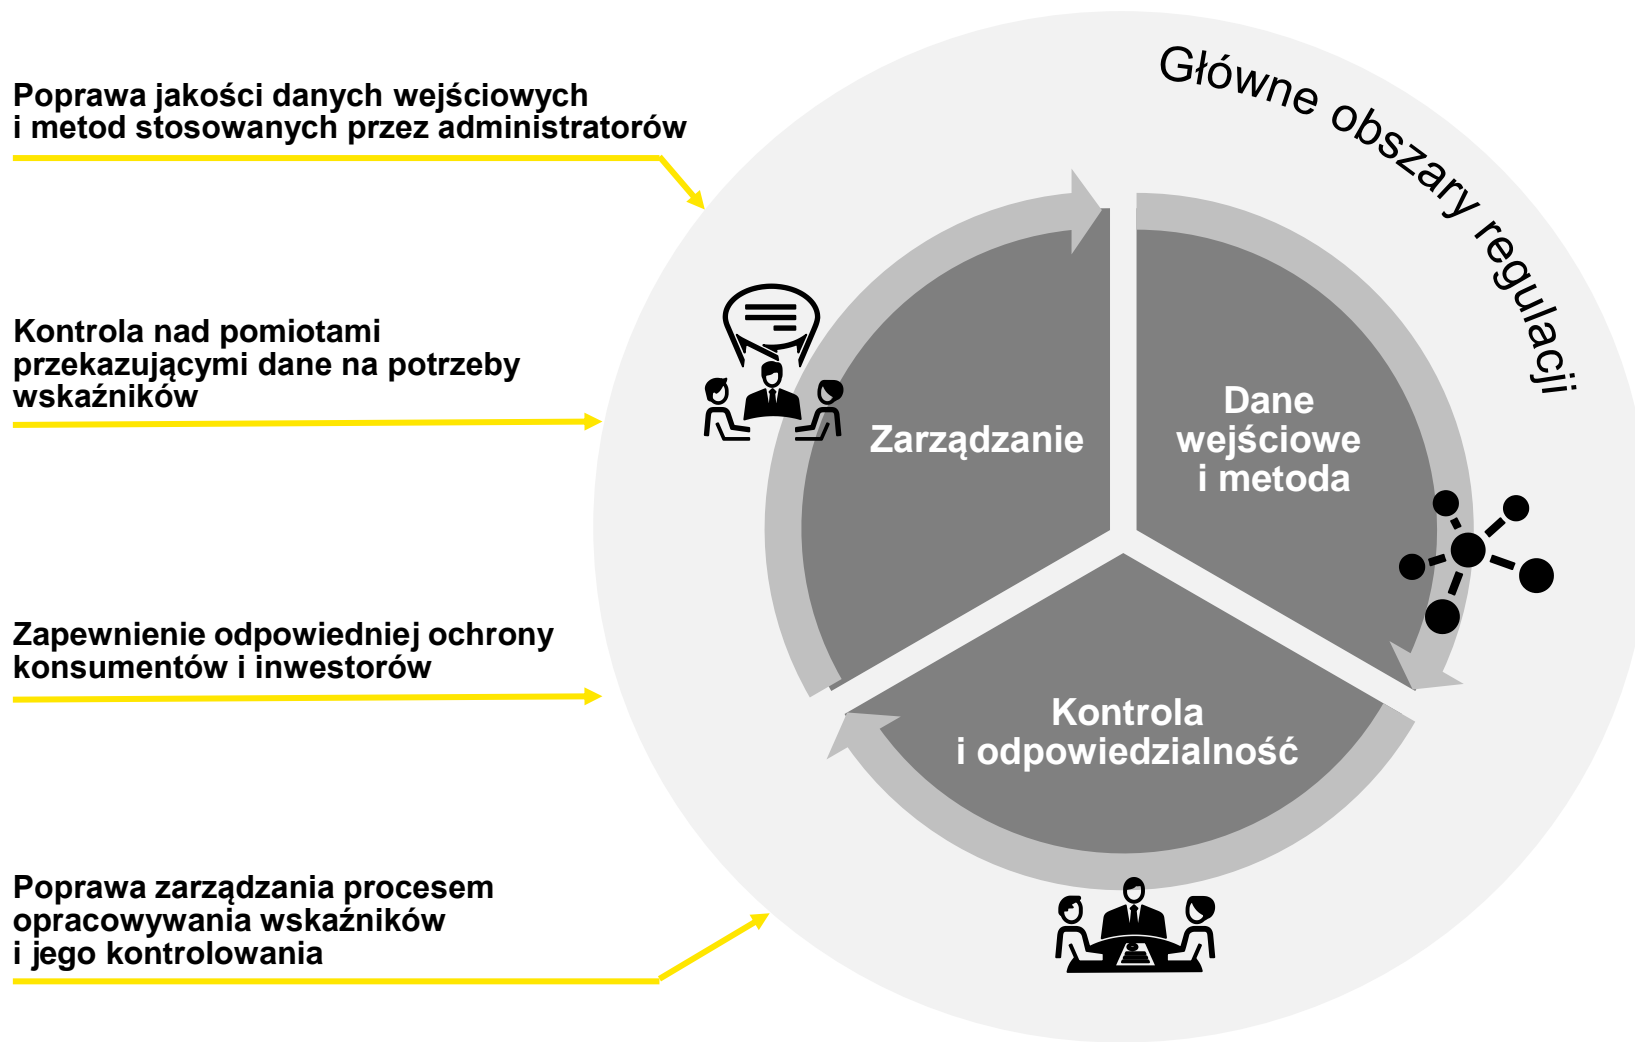 Poprawa jakości danych wejściowych
i metod stosowanych przez administratorów
Kontrola nad pomiotami
przekazującymi dane na potrzeby
wskaźników
Zapewnienie odpowiedniej ochrony
konsumentów i inwestorów
Poprawa zarządzania procesem
opracowywania wskaźników
i jego kontrolowania
Główne obszary regulacji
Zarządzanie
Dane
wejściowe
i metoda
Kontrola
i odpowiedzialność